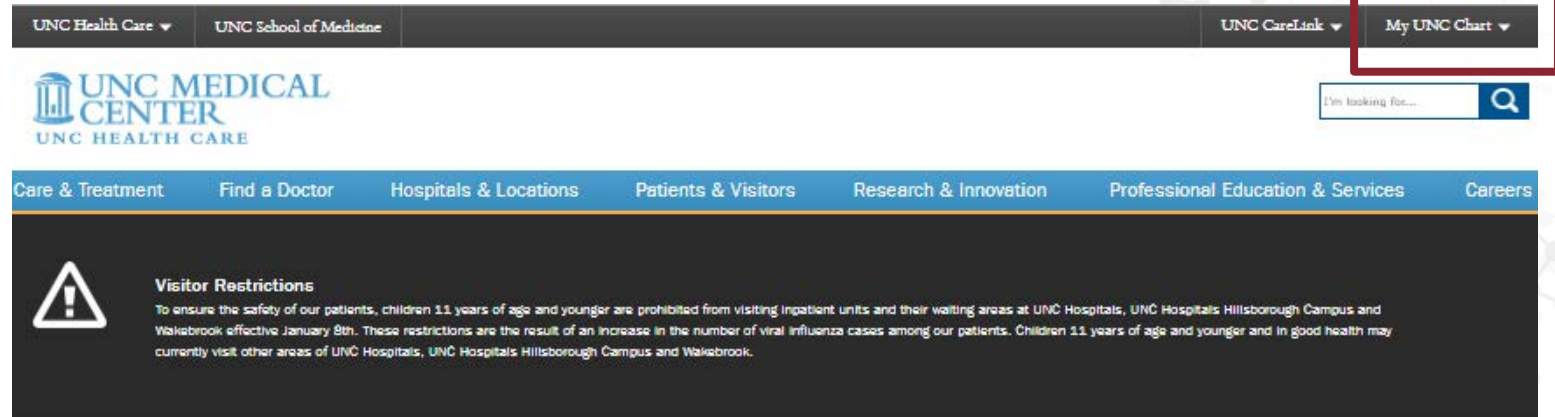 UNC Health Care
UNC School of Medicine
UNC CareLink
My UNC Chart
UNC MEDICAL
CENTER
UNC HEALTH CARE
I'm looking for...
Care & Treatment
Find a Doctor
Hospitals & Locations
Patients & Visitors
Research & Innovation
Professional Education & Services
Careers
Visitor Restrictions
To ensure the safety of our patients, children 11 years of age and younger are prohibited from visiting inpatient units and their waiting areas at UNC Hospitals, UNC Hospitals Hillsborough Campus and
Wakebrook effective January 8th. These restrictions are the result of an increase in the number of viral influenza cases among our patients. Children 11 years of age and younger and in good health may
currently visit other areas of UNC Hospitals, UNC Hospitals Hillsborough Campus and Wakebrook.